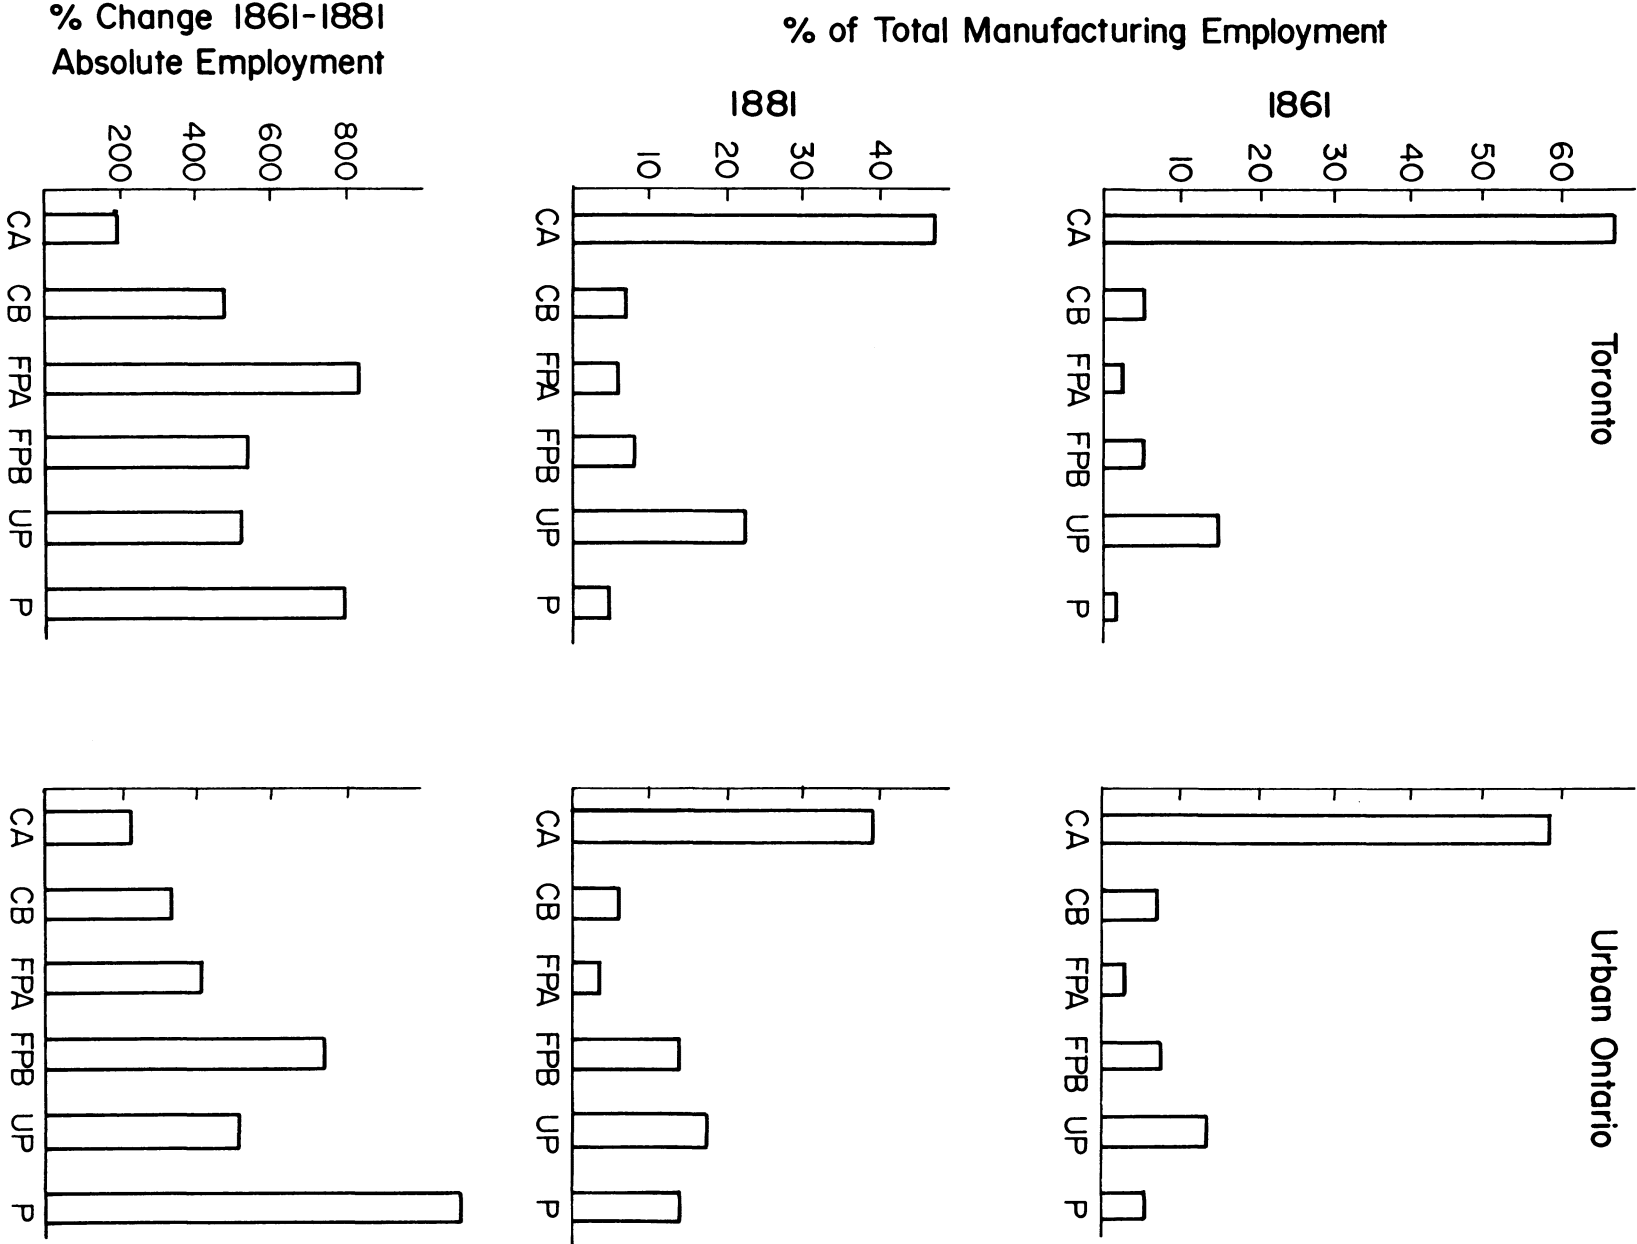 % Change 1861-1881
Absolute Employment
% of Total Manufacturing Employment
1881
1861
200
400
600
800
10
20
30
40
10
20
30
40
50
60
CA
CB
FPA
FPB
UP
P
CA
CB
FPA
FPB
UP
P
CA
CB
FPA
FPB
UP
P
Toronto
CA
CB
FPA
FPB
UP
P
CA
CB
FPA
FPB
UP
P
CA
CB
FPA
FPB
UP
P
Urban Ontario